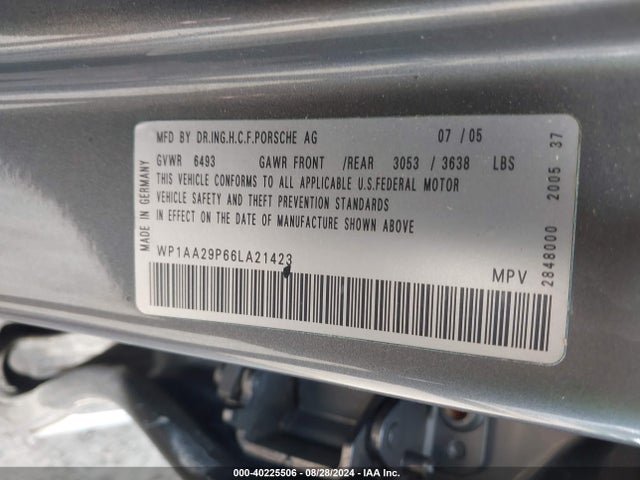 MFD BY DR.ING.H.C.F.PORSCHE AG 07 / 05
GVWR 6493 GAWR FRONT /REAR 3053 / 3638 LBS
THIS VEHICLE CONFORMS TO ALL APPLICABLE U.S.FEDERAL MOTOR
VEHICLE SAFETY AND THEFT PREVENTION STANDARDS
IN EFFECT ON THE DATE OF MANUFACTURE SHOWN ABOVE
WP1AA29P66LA21423
MPV
MADE IN GERMANY
2848000 2005 37
000-40225506 / 08/28/2024 / IAA Inc.